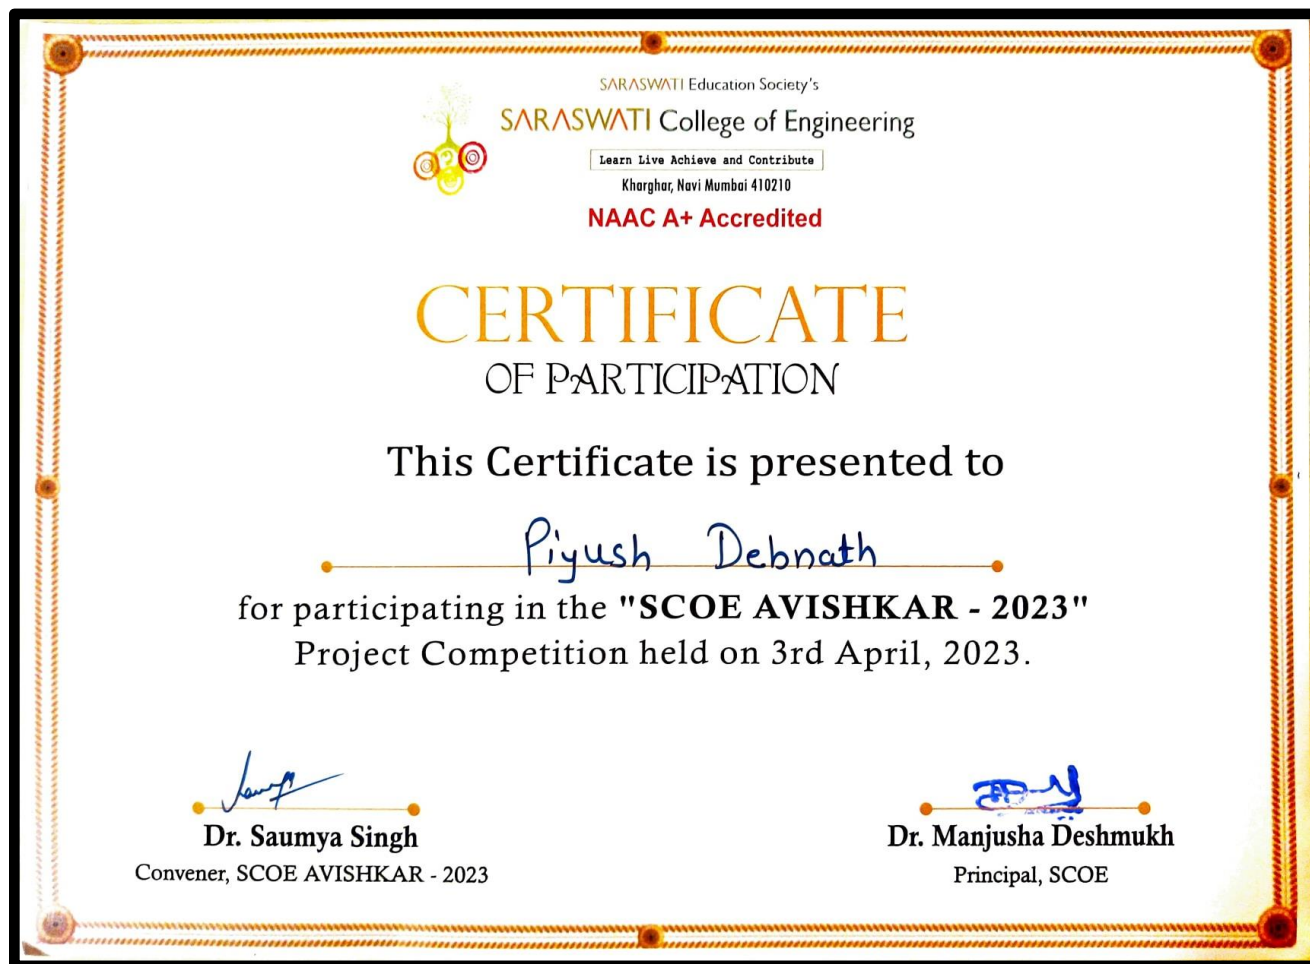 SARASWATI Education Society's
SARASWATI College of Engineering
Learn Live Achieve and Contribute
Kharghar, Navi Mumbai 410210
NAAC A+ Accredited
CERTIFICATE
OF PARTICIPATION
This Certificate is presented to
Piyush Debnath
for participating in the "SCOE AVISHKAR - 2023"
Project Competition held on 3rd April, 2023.
Dr. Saumya Singh
Convener, SCOE AVISHKAR - 2023
Dr. Manjusha Deshmukh
Principal, SCOE